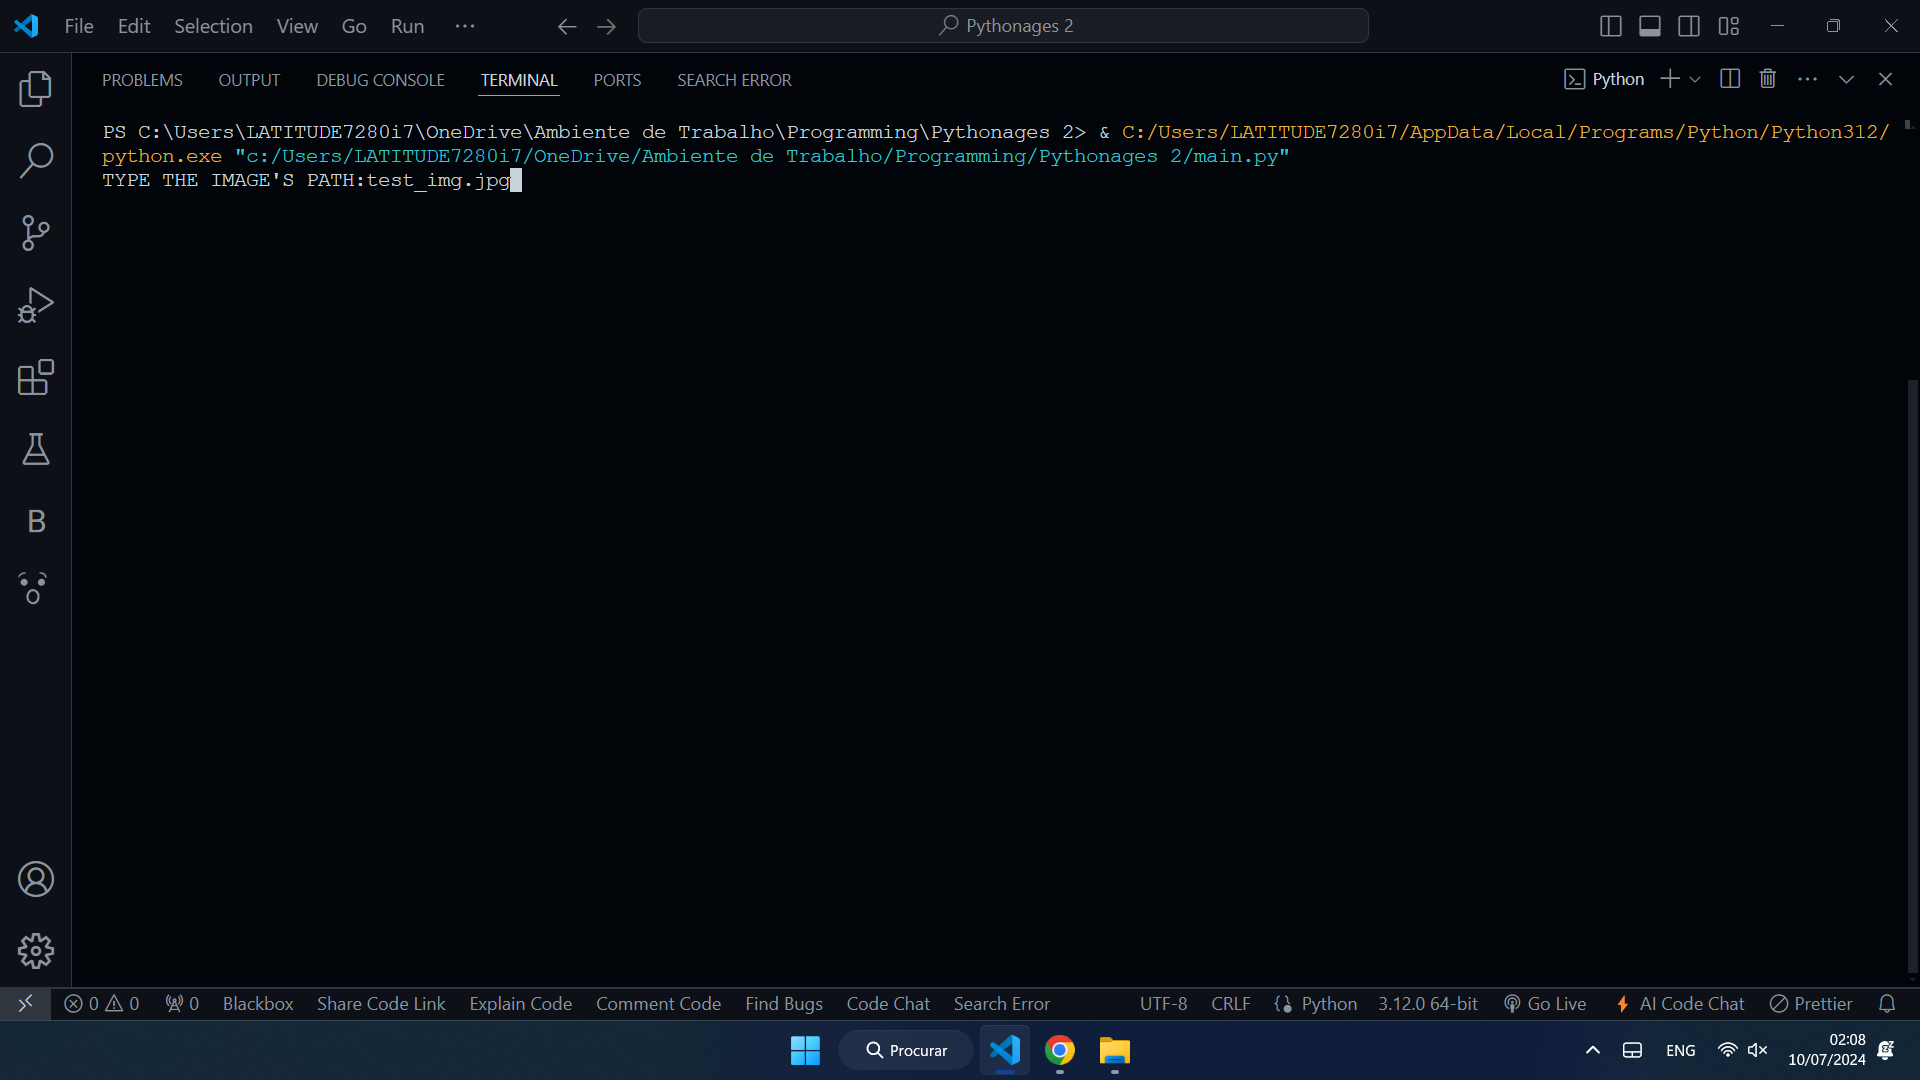 File Edit Selection View Go Run ··· Pythonages 2
PROBLEMS OUTPUT DEBUG CONSOLE TERMINAL PORTS SEARCH ERROR Python
PS C:\Users\LATITUDE7280i7\OneDrive\Ambiente de Trabalho\Programming\Pythonages 2> & C:/Users/LATITUDE7280i7/AppData/Local/Programs/Python/Python312/
python.exe "c:/Users/LATITUDE7280i7/OneDrive/Ambiente de Trabalho/Programming/Pythonages 2/main.py"
TYPE THE IMAGE'S PATH:test_img.jpg
B
0 0 0 Blackbox Share Code Link Explain Code Comment Code Find Bugs Code Chat Search Error UTF-8 CRLF Python 3.12.0 64-bit Go Live AI Code Chat Prettier
Procurar ENG 02:08
10/07/2024